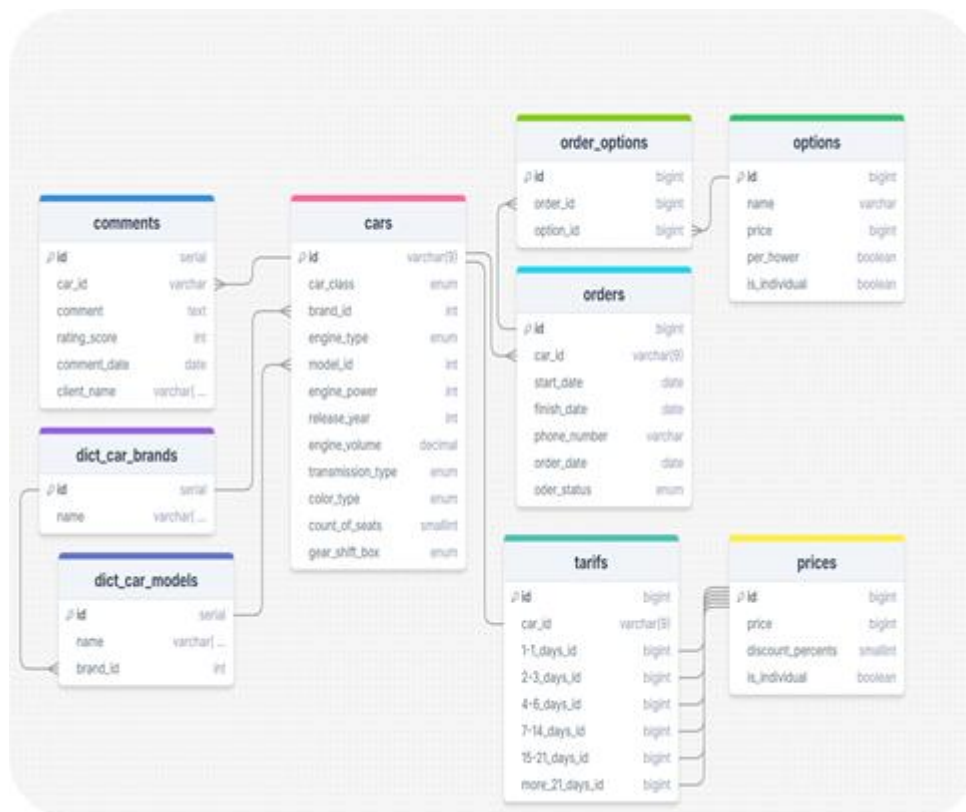 comments
id serial
car_id varchar
comment text
rating_score int
comment_date date
client_name varchar( ...
dict_car_brands
id serial
name varchar( ...
dict_car_models
id serial
name varchar( ...
brand_id int
cars
id varchar(9)
car_class enum
brand_id int
engine_type enum
model_id int
engine_power int
release_year int
engine_volume decimal
transmission_type enum
color_type enum
count_of_seats smallint
gear_shift_box enum
order_options
id bigint
order_id bigint
option_id bigint
options
id bigint
name varchar
price bigint
per_hower boolean
is_individual boolean
orders
id bigint
car_id varchar(9)
start_date date
finish_date date
phone_number varchar
order_date date
oder_status enum
tarifs
id bigint
car_id varchar(9)
1-1_days_id bigint
2-3_days_id bigint
4-6_days_id bigint
7-14_days_id bigint
15-21_days_id bigint
more_21_days_id bigint
prices
id bigint
price bigint
discount_percents smallint
is_individual boolean